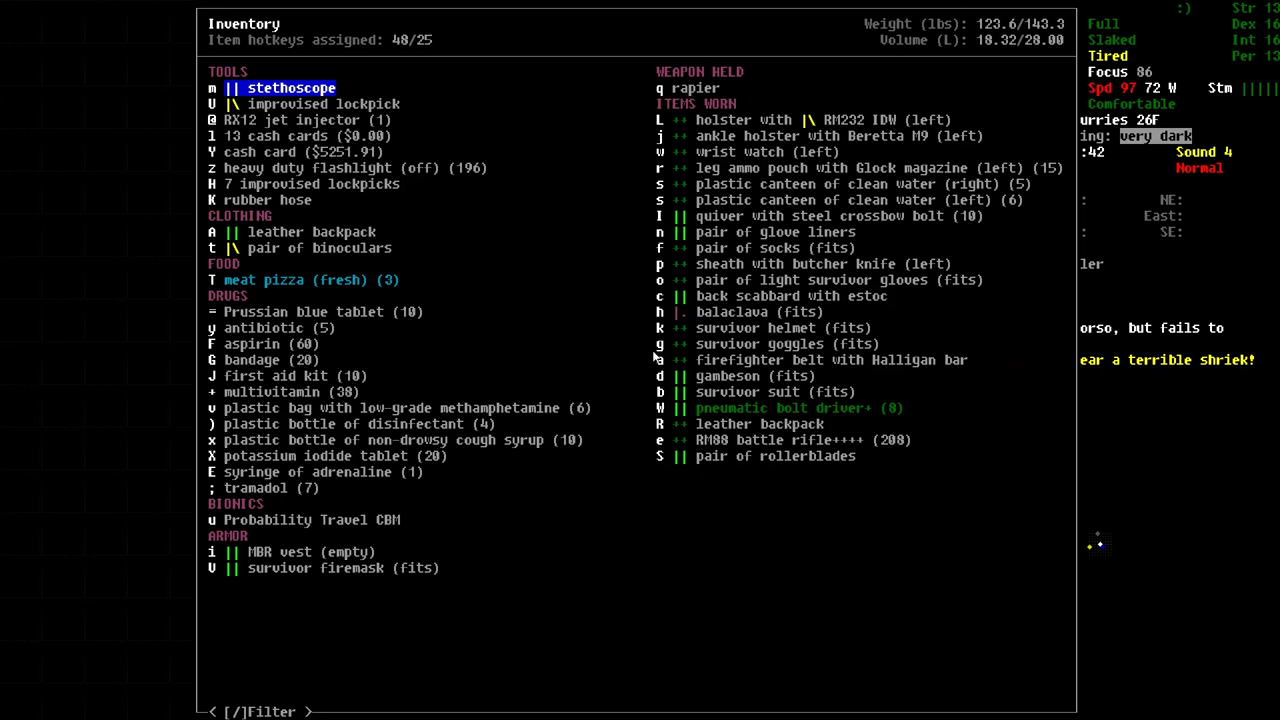 Inventory
Weight (lbs): 123.6/143.3
Item hotkeys assigned: 48/25
Volume (L): 18.32/28.00
TOOLS
m || stethoscope
U |\ improvised lockpick
@ RX12 jet injector (1)
l 13 cash cards ($0.00)
Y cash card ($5251.91)
z heavy duty flashlight (off) (196)
H 7 improvised lockpicks
K rubber hose
CLOTHING
A || leather backpack
t |\ pair of binoculars
FOOD
T meat pizza (fresh) (3)
DRUGS
= Prussian blue tablet (10)
y antibiotic (5)
F aspirin (60)
G bandage (20)
J first aid kit (10)
+ multivitamin (38)
v plastic bag with low-grade methamphetamine (6)
) plastic bottle of disinfectant (4)
x plastic bottle of non-drowsy cough syrup (10)
X potassium iodide tablet (20)
E syringe of adrenaline (1)
; tramadol (7)
BIONICS
u Probability Travel CBM
ARMOR
i || MBR vest (empty)
V || survivor firemask (fits)
WEAPON HELD
q rapier
ITEMS WORN
L ++ holster with |\ RM232 IDW (left)
j ++ ankle holster with Beretta M9 (left)
w ++ wrist watch (left)
r ++ leg ammo pouch with Glock magazine (left) (15)
s ++ plastic canteen of clean water (right) (5)
s ++ plastic canteen of clean water (left) (6)
I || quiver with steel crossbow bolt (10)
n || pair of glove liners
f ++ pair of socks (fits)
p ++ sheath with butcher knife (left)
o ++ pair of light survivor gloves (fits)
c || back scabbard with estoc
h |. balaclava (fits)
k ++ survivor helmet (fits)
g ++ survivor goggles (fits)
a ++ firefighter belt with Halligan bar
d || gambeson (fits)
b || survivor suit (fits)
W || pneumatic bolt driver+ (8)
R ++ leather backpack
e ++ RM88 battle rifle++++ (208)
S || pair of rollerblades
< [/]Filter >
:) Str 13
Full Dex 16
Slaked Int 16
Tired Per 13
Focus 86
Spd 97 72 W Stm |||||
Comfortable
urries 26F
ing: very dark
:42 Sound 4
Normal
: NE:
: East:
: SE:
ler
orso, but fails to
ear a terrible shriek!